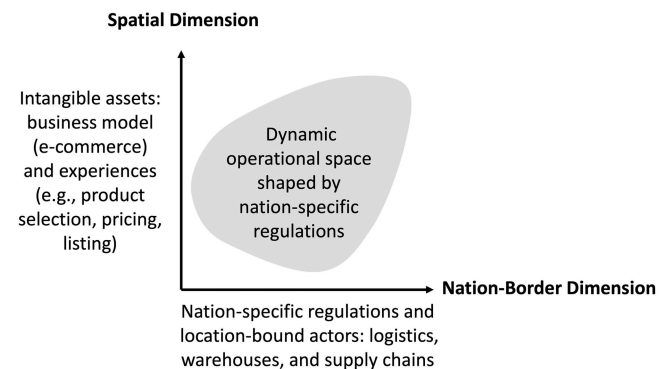 Spatial Dimension
Intangible assets:
business model
(e-commerce)
and experiences
(e.g., product
selection, pricing,
listing)
Dynamic
operational space
shaped by
nation-specific
regulations
Nation-Border Dimension
Nation-specific regulations and
location-bound actors: logistics,
warehouses, and supply chains